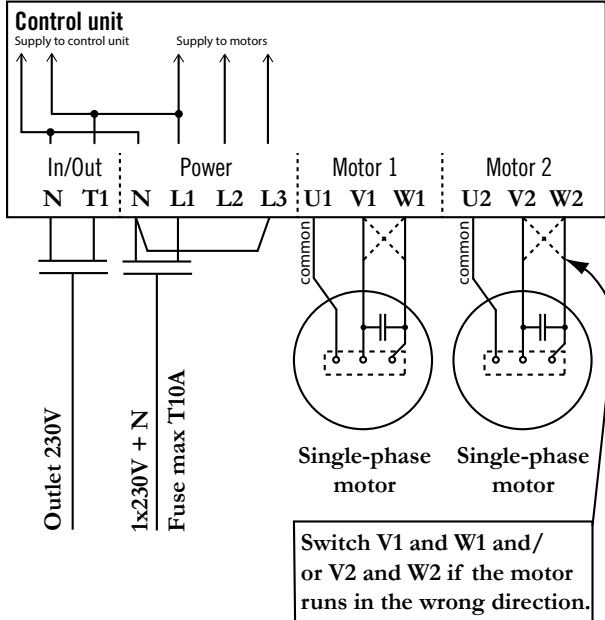 Control unit
Supply to control unit Supply to motors
In/Out Power Motor 1 Motor 2
N T1 N L1 L2 L3 U1 V1 W1 U2 V2 W2
common common
Outlet 230V
1x230V + N
Fuse max T10A
Single-phase Single-phase
motor motor
Switch V1 and W1 and/
or V2 and W2 if the motor
runs in the wrong direction.